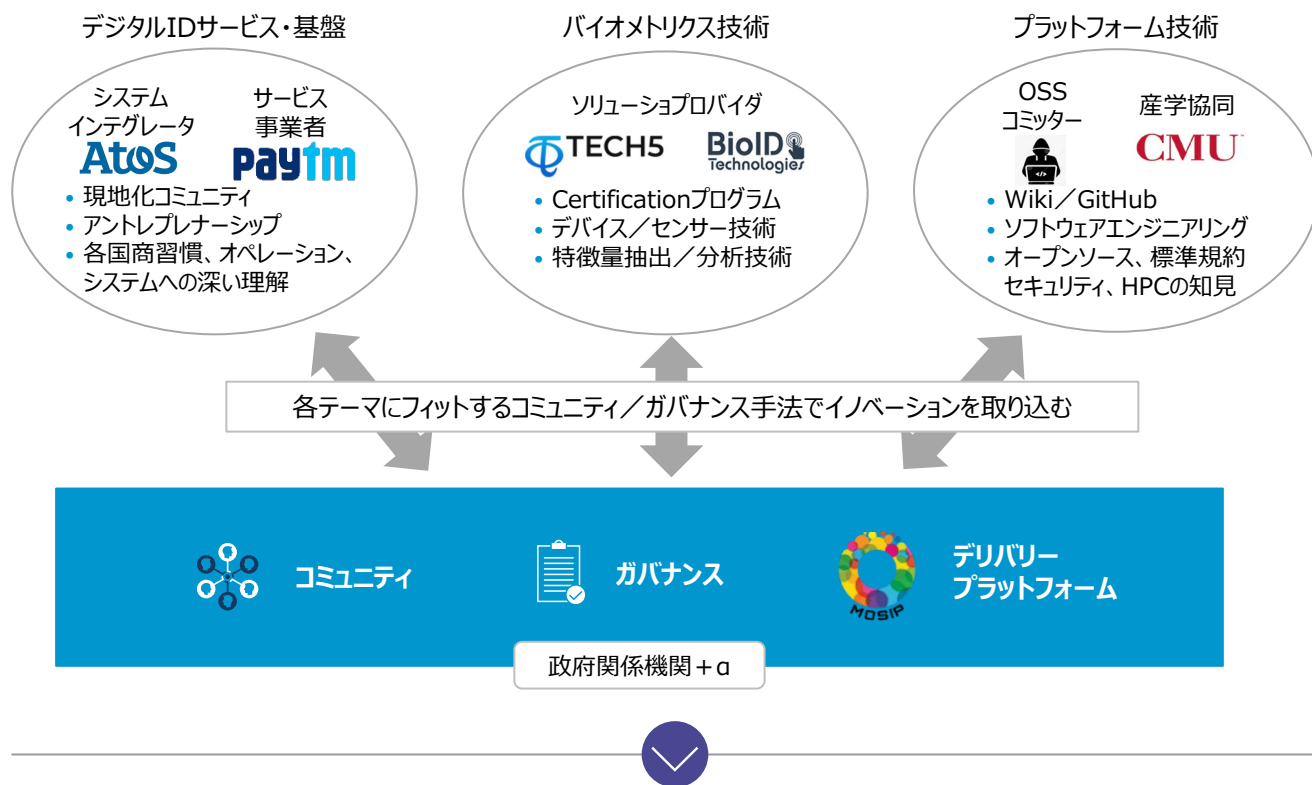 デジタルIDサービス・基盤
システム
インテグレータ
Atos
サービス
事業者
paytm
• 現地化コミュニティ
• アントレプレナーシップ
• 各国商習慣、オペレーション、
システムへの深い理解
バイオメトリクス技術
ソリューショプロバイダ
TECH5
BioID
Technologies
• Certificationプログラム
• デバイス／センサー技術
• 特徴量抽出／分析技術
プラットフォーム技術
OSS
コミッター
</>
産学協同
CMU
• Wiki／GitHub
• ソフトウェアエンジニアリング
• オープンソース、標準規約
セキュリティ、HPCの知見
各テーマにフィットするコミュニティ／ガバナンス手法でイノベーションを取り込む
コミュニティ
ガバナンス
MOSIP
デリバリー
プラットフォーム
政府関係機関＋α